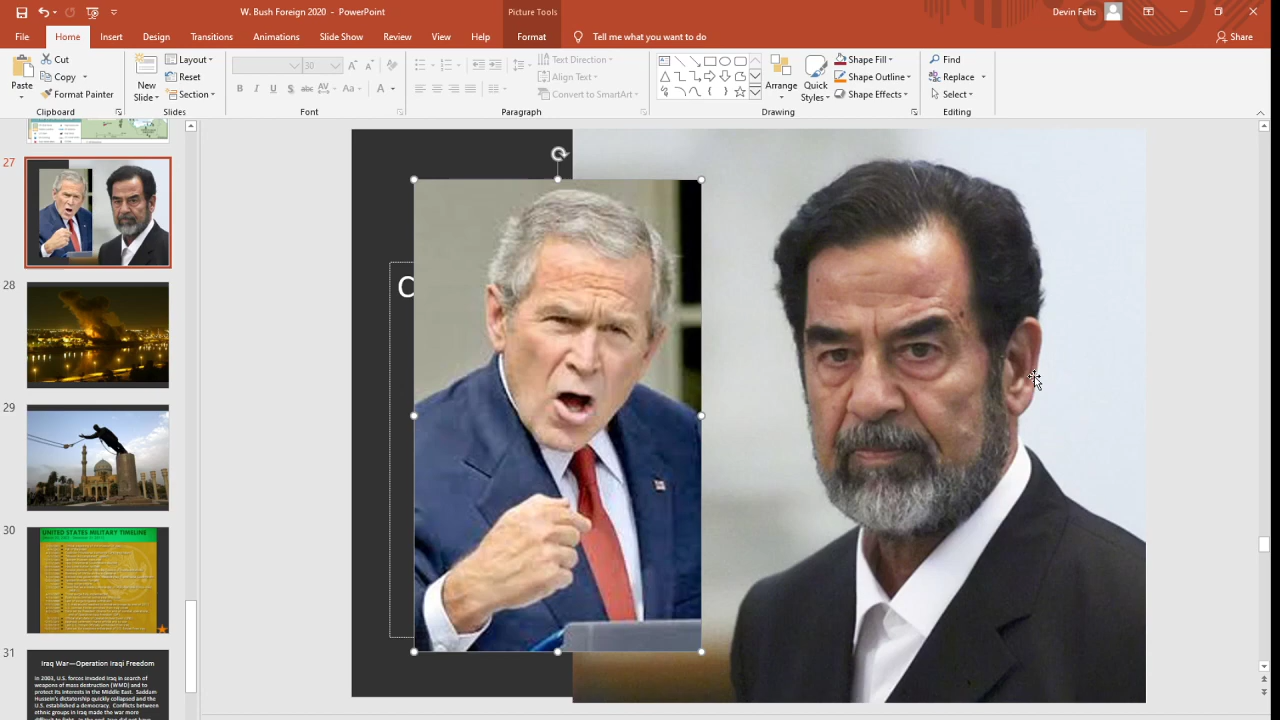 W. Bush Foreign 2020 - PowerPoint
Picture Tools
Devin Felts
File
Home
Insert
Design
Transitions
Animations
Slide Show
Review
View
Help
Format
Tell me what you want to do
Share
Paste
Cut
Copy
Format Painter
Clipboard
New
Slide
Layout
Reset
Section
Slides
30
B I U S abc AV Aa A
Font
Text Direction
Align Text
Convert to SmartArt
Paragraph
Arrange
Quick
Styles
Shape Fill
Shape Outline
Shape Effects
Drawing
Find
Replace
Select
Editing
27
28
29
30
UNITED STATES MILITARY TIMELINE
31
Iraq War—Operation Iraqi Freedom
In 2003, U.S. forces invaded Iraq in search of
weapons of mass destruction (WMD) and to
protect its interests in the Middle East. Saddam
Hussein's dictatorship quickly collapsed and the
U.S. established a democracy. Conflicts between
ethnic groups in Iraq made the war more
C